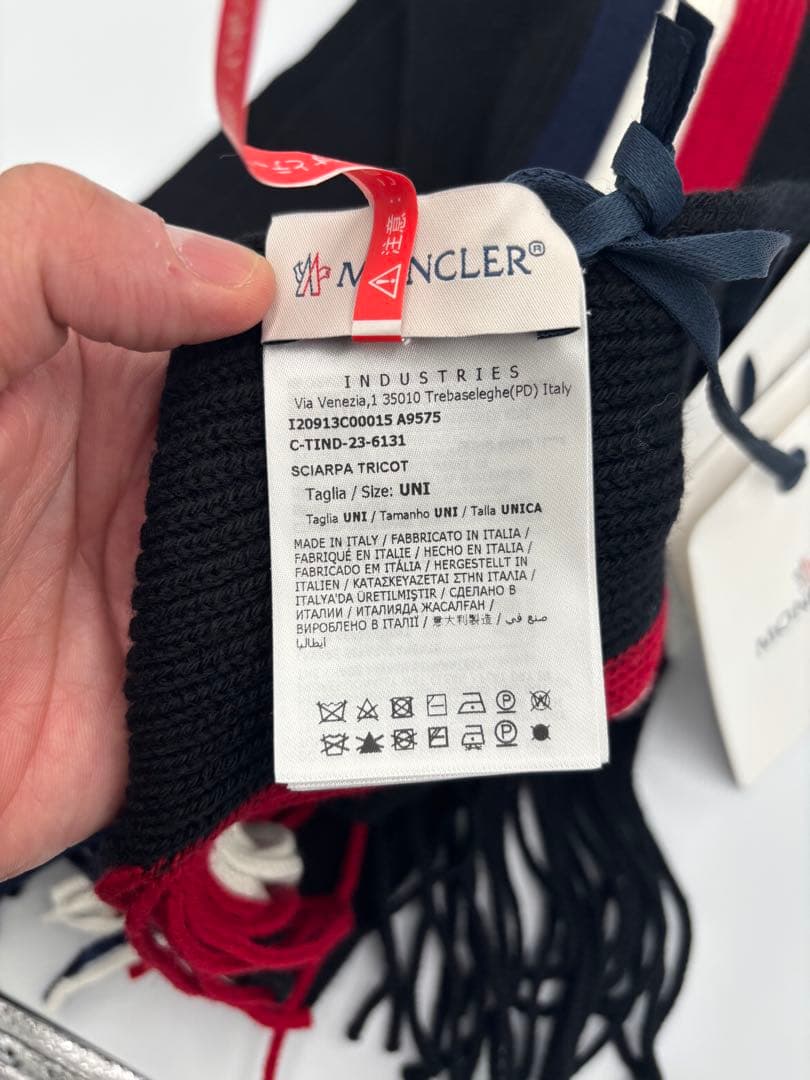 注意
MONCLER®
INDUSTRIES
Via Venezia,1 35010 Trebaseleghe(PD) Italy
I20913C00015 A9575
C-TIND-23-6131
SCIARPA TRICOT
Taglia / Size: UNI
Taglia UNI / Tamanho UNI / Talla UNICA
MADE IN ITALY / FABBRICATO IN ITALIA /
FABRIQUÉ EN ITALIE / HECHO EN ITALIA /
FABRICADO EM ITÁLIA / HERGESTELLT IN
ITALIEN / ΚΑΤΑΣΚΕΥΑΖΕΤΑΙ ΣΤΗΝ ΙΤΑΛΙΑ /
ITALYA'DA ÜRETILMIŞTIR / СДЕЛАНО В
ИТАЛИИ / ИТАЛИЯДА ЖАСАЛҒАН /
ВИРОБЛЕНО В ІТАЛІЇ / 意大利製造 / صنع في
ايطاليا